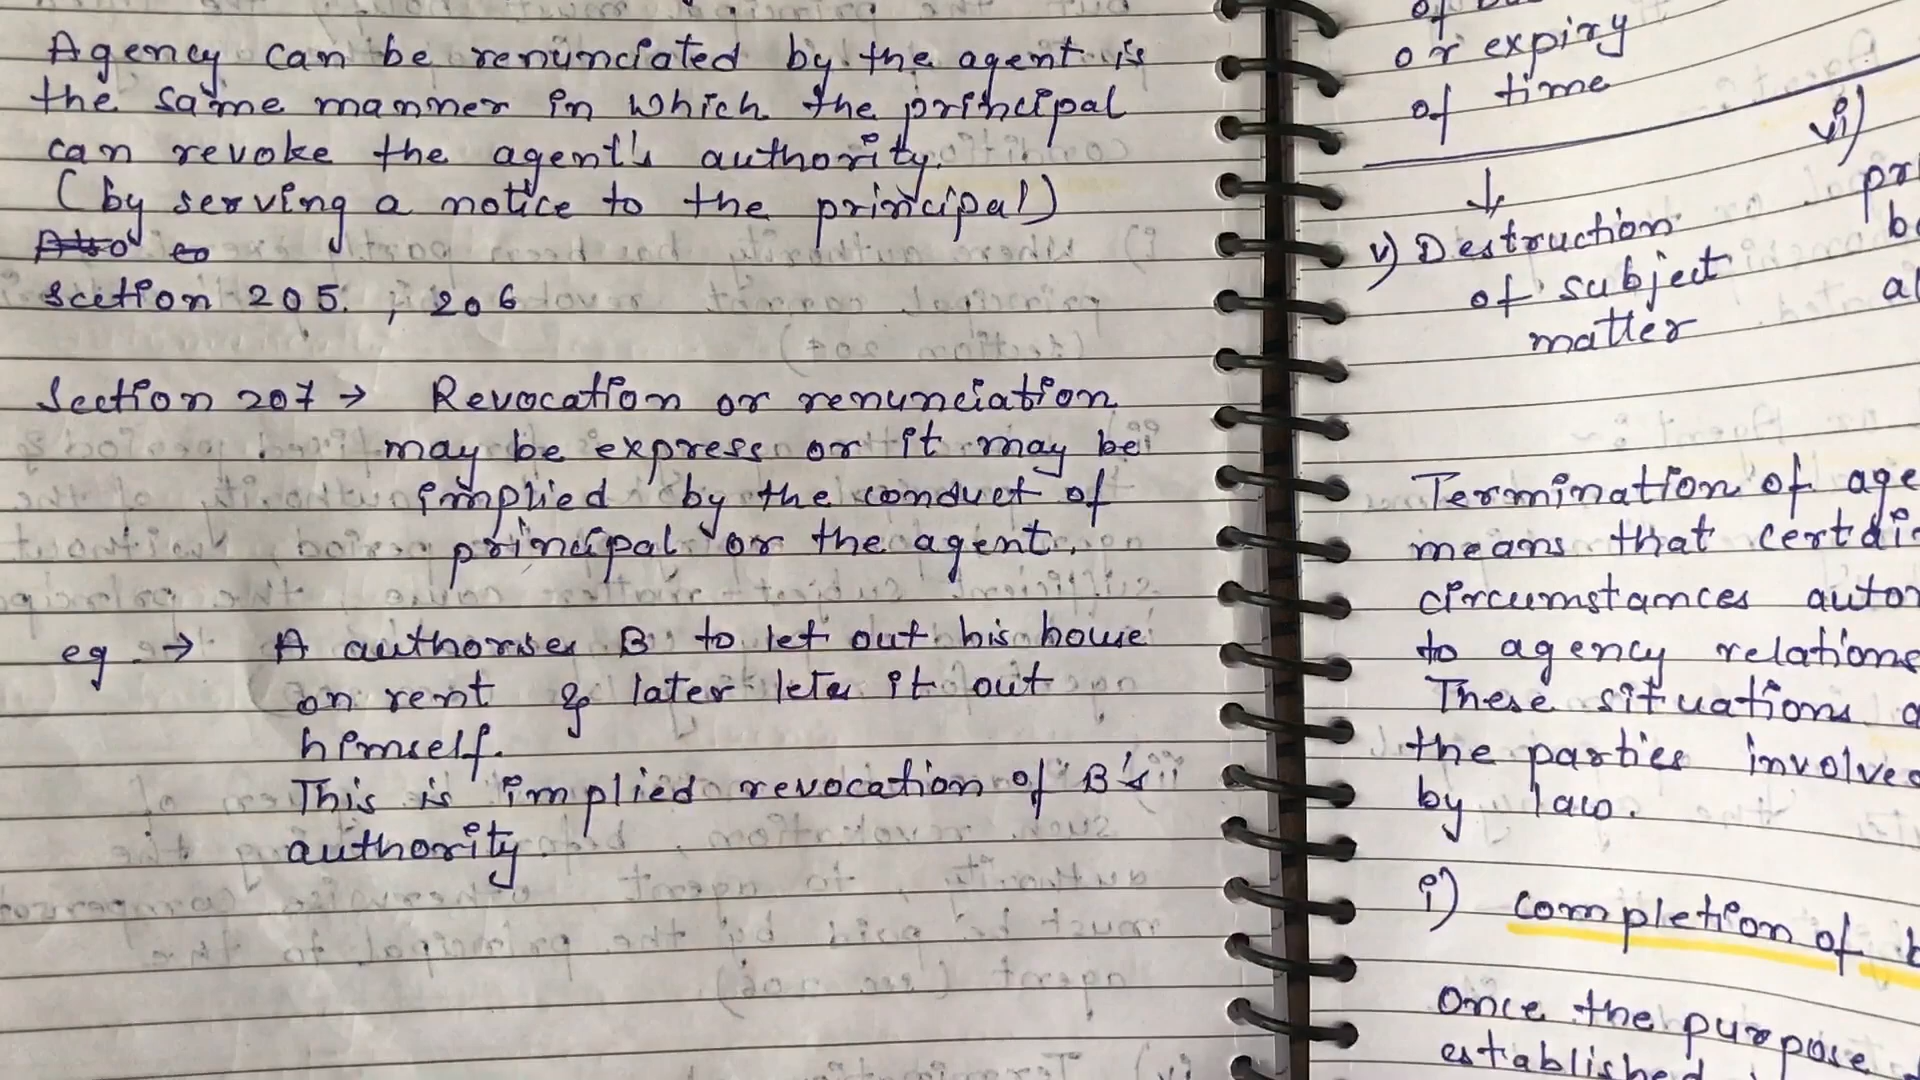 Agency can be renunciated by the agent is
the same manner in which the principal
can revoke the agent's authority.
(by serving a notice to the principal)
Section 205. , 206
Section 207 → Revocation or renunciation
may be express or it may be
implied by the conduct of
principal or the agent.
eg → A authorises B to let out his house
on rent & later lets it out
himself.
This is implied revocation of B's
authority.
or expiry
of time
↓
v) Destruction
of subject
matter
vi)
Termination of age
means that certai
circumstances auto
to agency relations
These situations
the parties involve
by law.
i) completion of b
Once the purpose
established